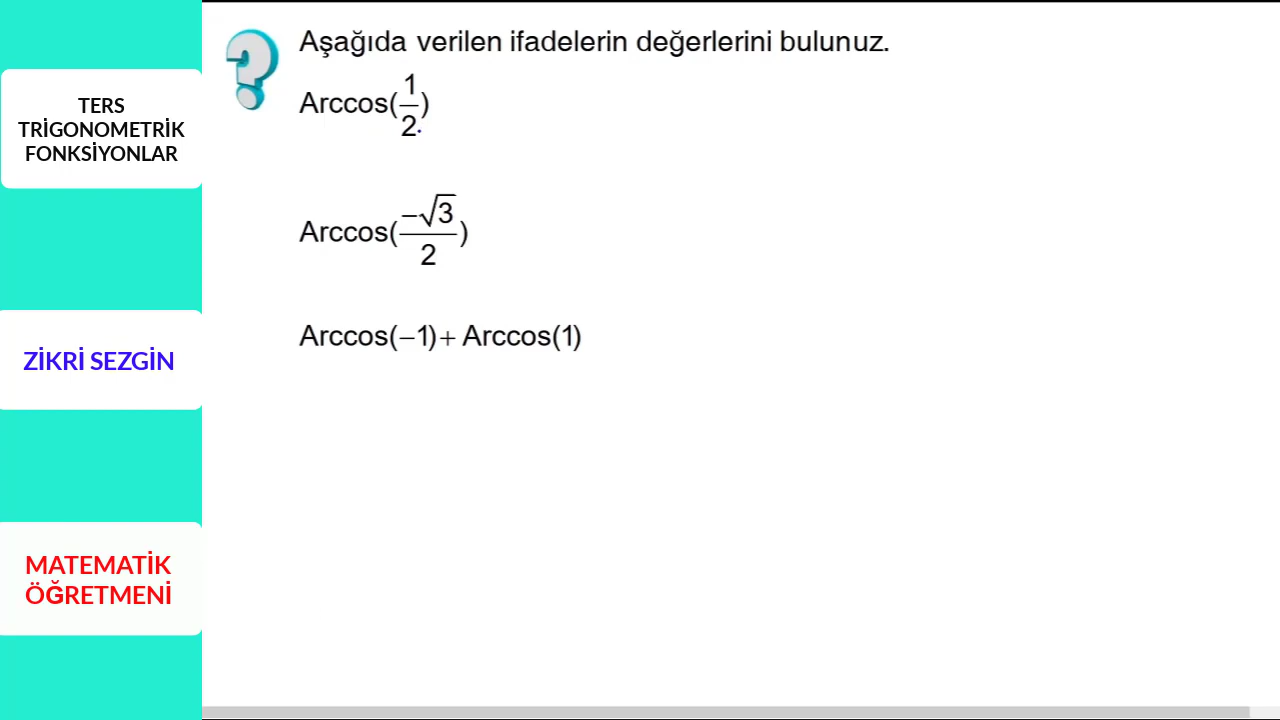 TERS
TRİGONOMETRİK
FONKSİYONLAR
ZİKRİ SEZGİN
MATEMATİK
ÖĞRETMENİ
Aşağıda verilen ifadelerin değerlerini bulunuz.
Arccos(1/2)
Arccos(−√3/2)
Arccos(−1)+ Arccos(1)